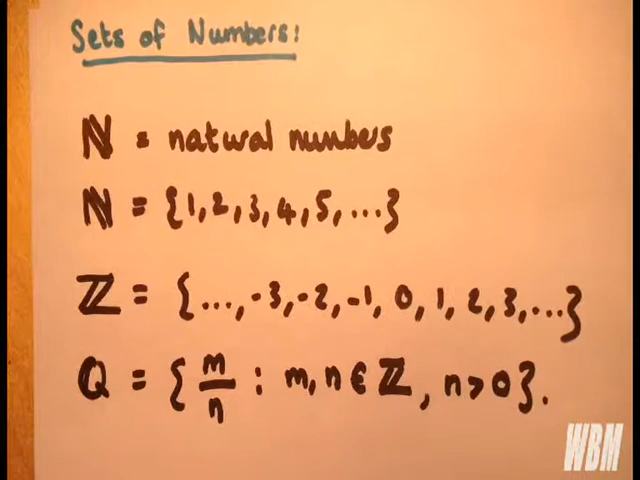 Sets of Numbers:
ℕ = natural numbers
ℕ = {1, 2, 3, 4, 5, ...}
ℤ = {..., -3, -2, -1, 0, 1, 2, 3, ...}
ℚ = {m/n : m, n ∈ ℤ, n > 0}.
WBM